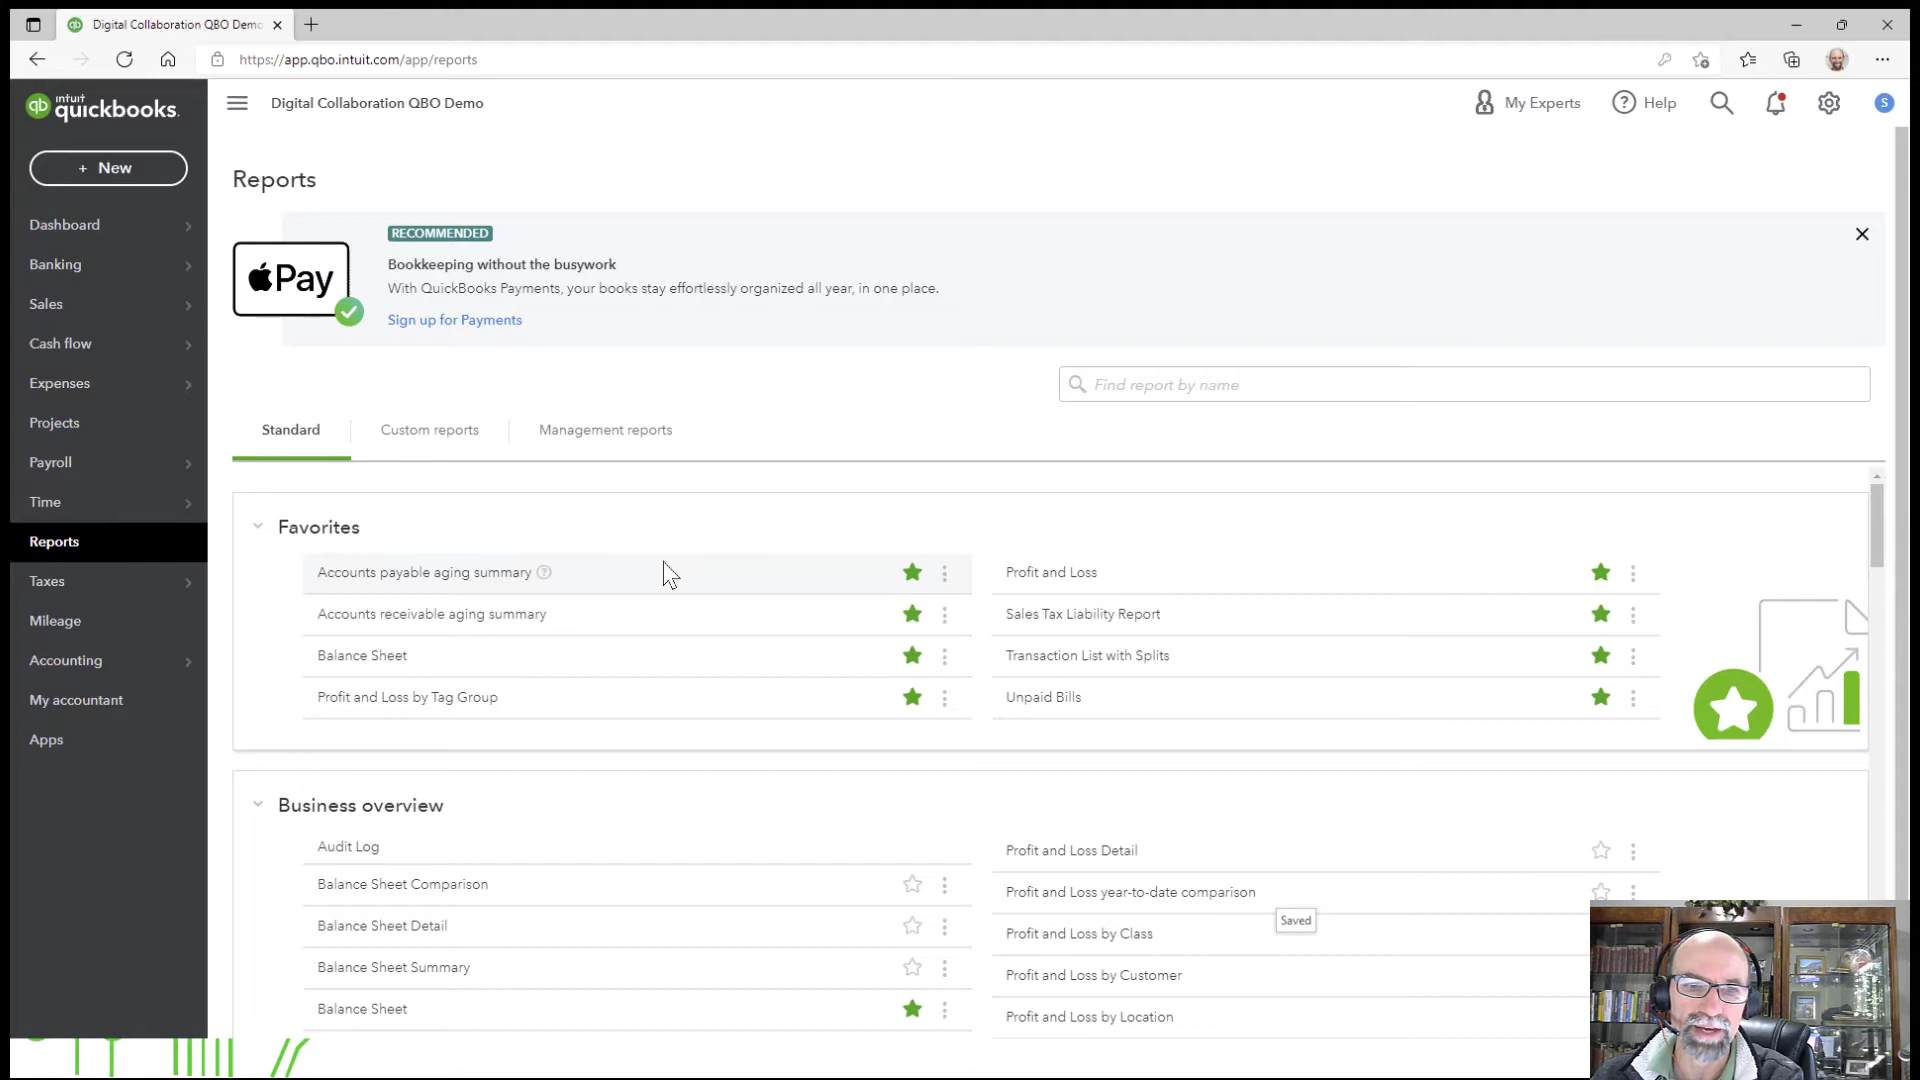 Digital Collaboration QBO Demo
https://app.qbo.intuit.com/app/reports
intuit
quickbooks.
Digital Collaboration QBO Demo
My Experts
Help
S
+ New
Dashboard
Banking
Sales
Cash flow
Expenses
Projects
Payroll
Time
Reports
Taxes
Mileage
Accounting
My accountant
Apps
Reports
Pay
RECOMMENDED
Bookkeeping without the busywork
With QuickBooks Payments, your books stay effortlessly organized all year, in one place.
Sign up for Payments
Find report by name
Standard
Custom reports
Management reports
Favorites
Accounts payable aging summary
Accounts receivable aging summary
Balance Sheet
Profit and Loss by Tag Group
Profit and Loss
Sales Tax Liability Report
Transaction List with Splits
Unpaid Bills
Business overview
Audit Log
Balance Sheet Comparison
Balance Sheet Detail
Balance Sheet Summary
Balance Sheet
Profit and Loss Detail
Profit and Loss year-to-date comparison
Saved
Profit and Loss by Class
Profit and Loss by Customer
Profit and Loss by Location